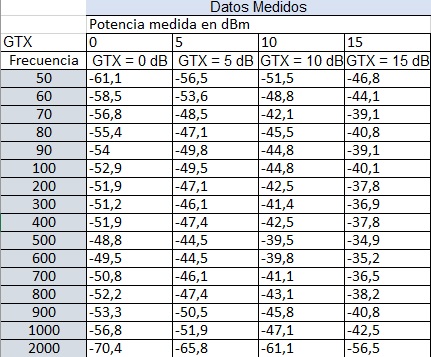 Datos Medidos
Potencia medida en dBm
GTX 0 5 10 15
Frecuencia GTX = 0 dB GTX = 5 dB GTX = 10 dB GTX = 15 dB
50 -61,1 -56,5 -51,5 -46,8
60 -58,5 -53,6 -48,8 -44,1
70 -56,8 -48,5 -42,1 -39,1
80 -55,4 -47,1 -45,5 -40,8
90 -54 -49,8 -44,8 -39,1
100 -52,9 -49,5 -44,8 -40,1
200 -51,9 -47,1 -42,5 -37,8
300 -51,2 -46,1 -41,4 -36,9
400 -51,9 -47,4 -42,5 -37,8
500 -48,8 -44,5 -39,5 -34,9
600 -49,5 -44,5 -39,8 -35,2
700 -50,8 -46,1 -41,1 -36,5
800 -52,2 -47,4 -43,1 -38,2
900 -53,3 -50,5 -45,8 -40,8
1000 -56,8 -51,9 -47,1 -42,5
2000 -70,4 -65,8 -61,1 -56,5